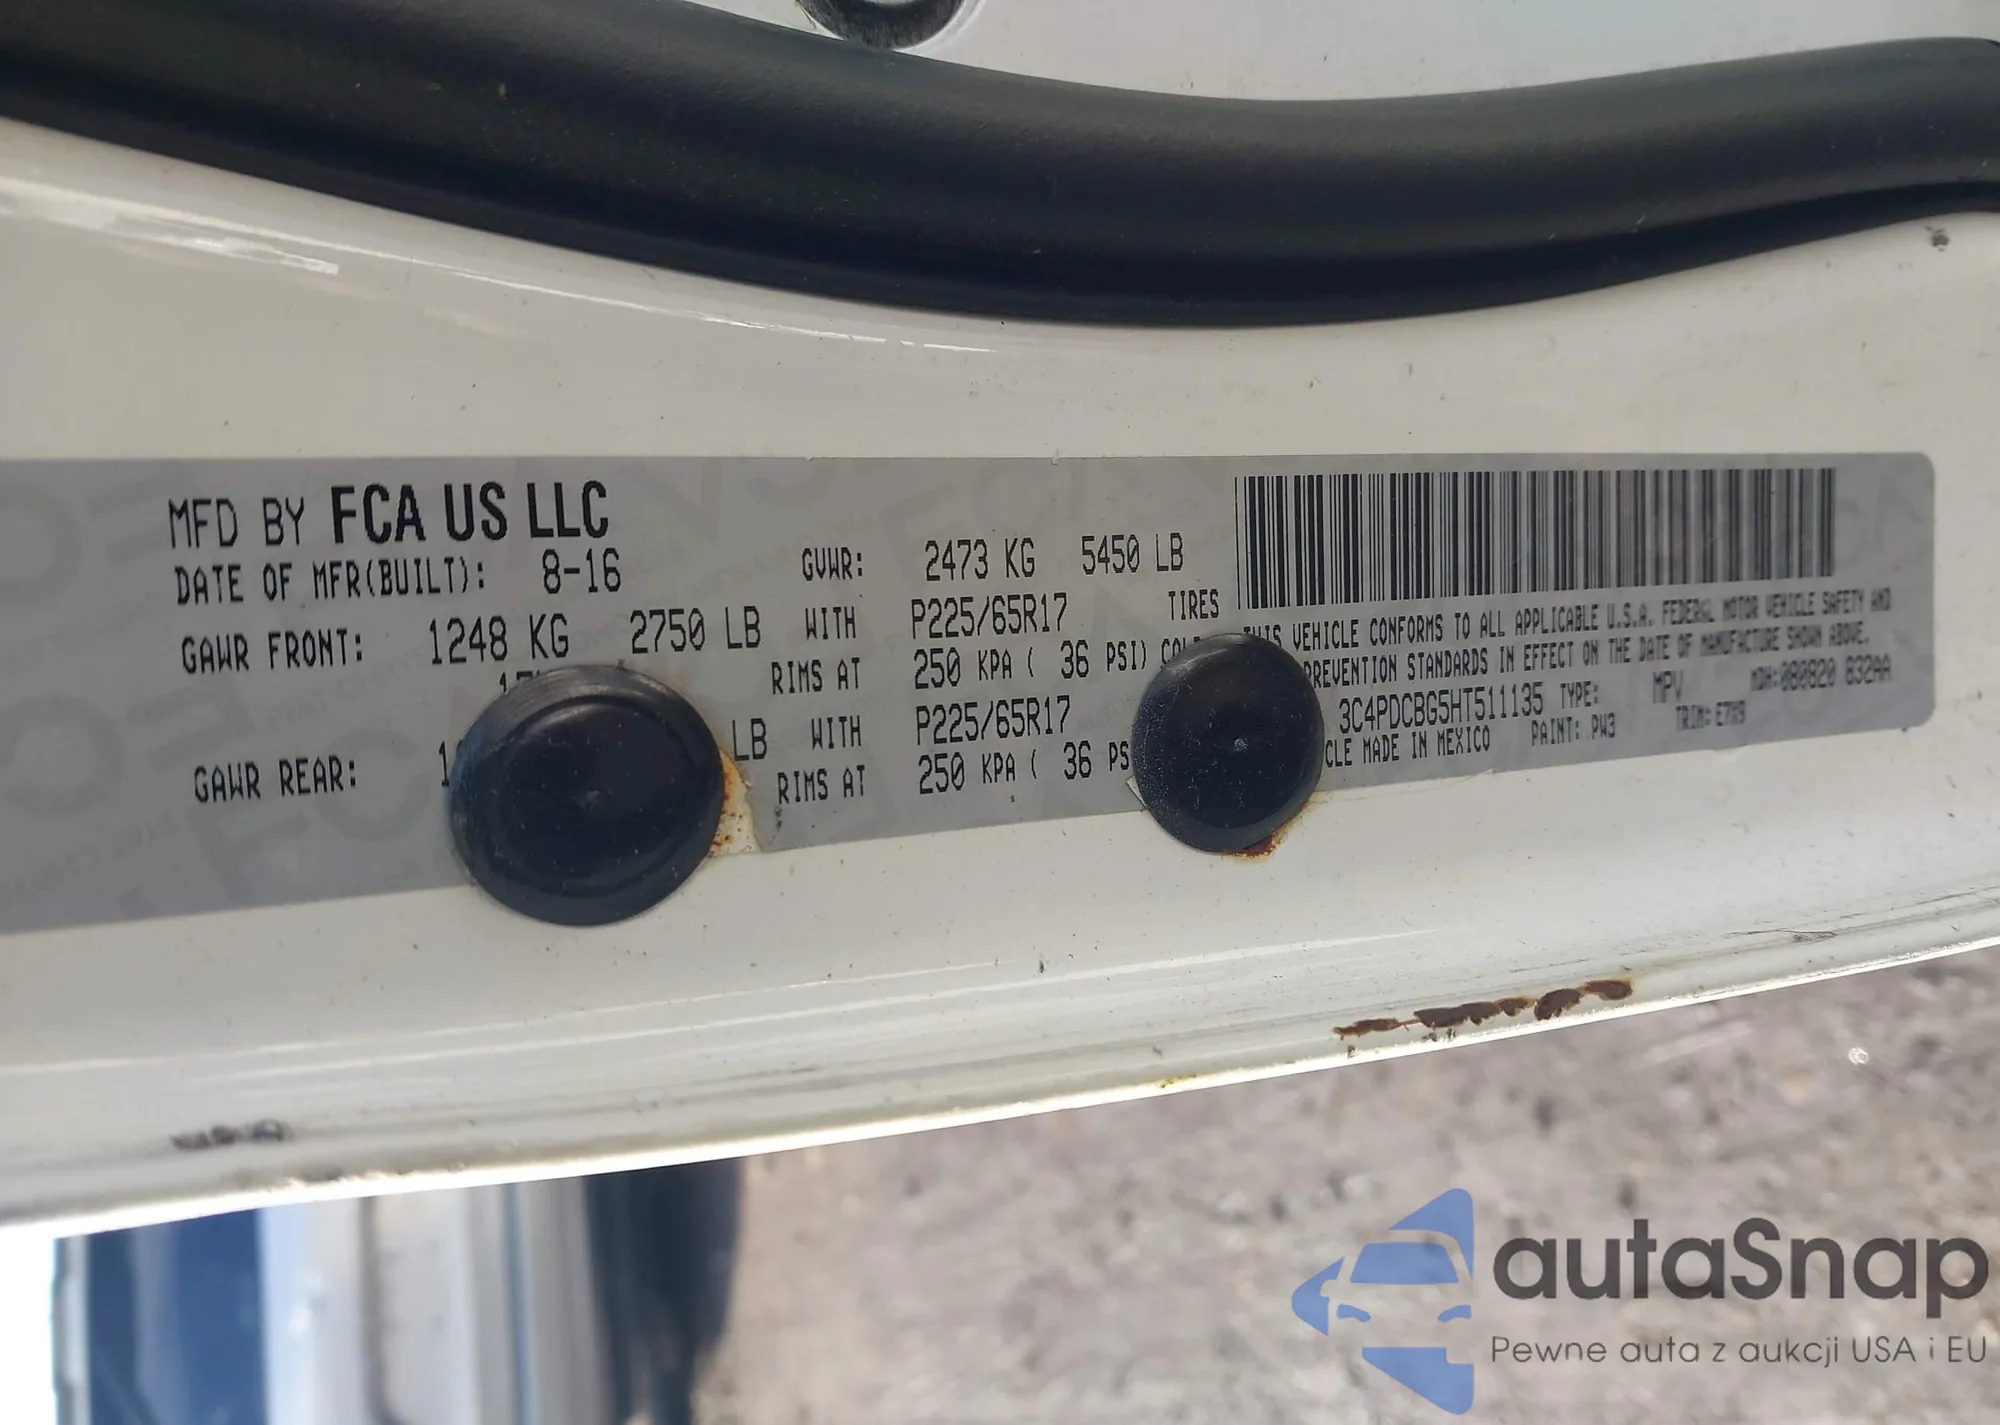 MFD BY FCA US LLC
DATE OF MFR(BUILT): 8-16 GVWR: 2473 KG 5450 LB
GAWR FRONT: 1248 KG 2750 LB WITH P225/65R17 TIRES
RIMS AT 250 KPA ( 36 PSI)
GAWR REAR: LB WITH P225/65R17
RIMS AT 250 KPA ( 36
VEHICLE CONFORMS TO ALL APPLICABLE U.S.A. FEDERAL MOTOR VEHICLE SAFETY AND
PREVENTION STANDARDS IN EFFECT ON THE DATE OF MANUFACTURE SHOWN ABOVE.
3C4PDCBG5HT511135 TYPE: MPV MDH:080820 832AA
MADE IN MEXICO PAINT: PW3 TRIM:
autaSnap
Pewne auta z aukcji USA i EU